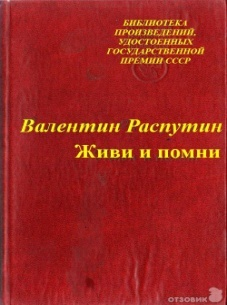 БИБЛИОТЕКА
ПРОИЗВЕДЕНИЙ,
УДОСТОЕННЫХ
ГОСУДАРСТВЕННОЙ
ПРЕМИИ СССР
Валентин Распутин
Живи и помни
ОТЗОВИК